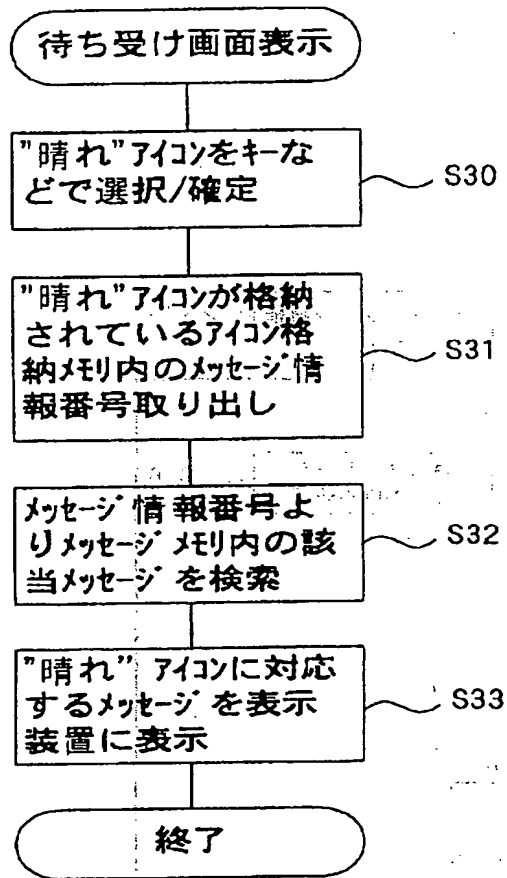 待ち受け画面表示
"晴れ"アイコンをキーな
どで選択/確定
S30
"晴れ"アイコンが格納
されているアイコン格
納メモリ内のメッセージ情
報番号取り出し
S31
メッセージ情報番号よ
りメッセージメモリ内の該
当メッセージを検索
S32
"晴れ" アイコンに対応
するメッセージを表示
装置に表示
S33
終了